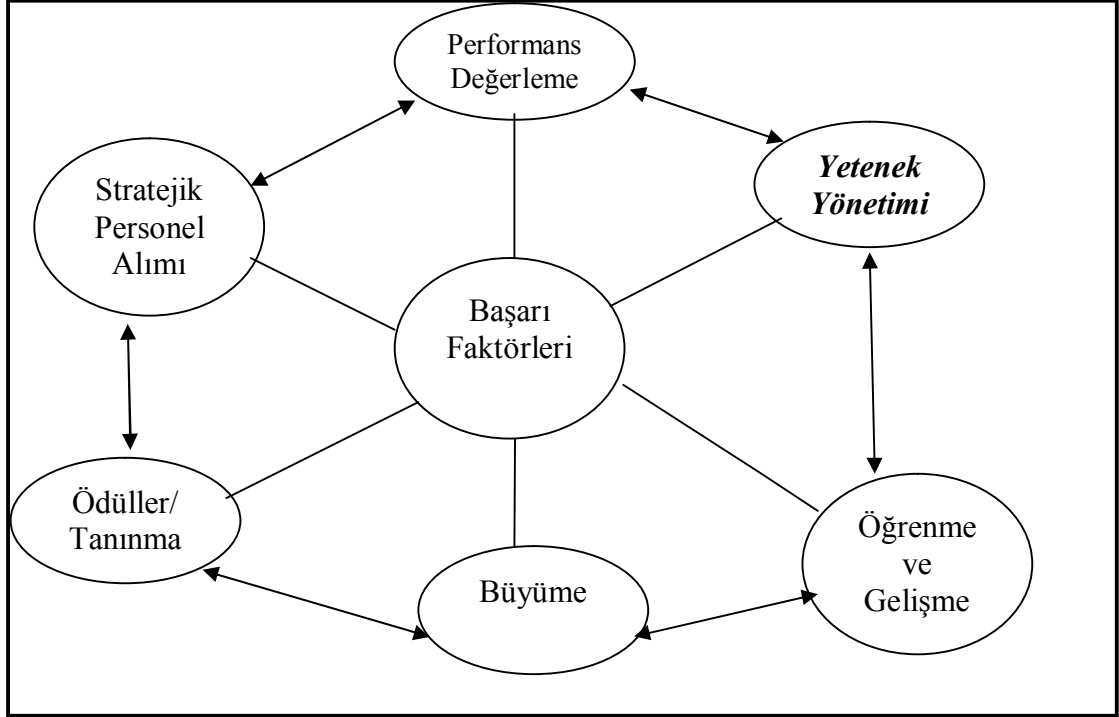 Performans
Değerleme
Yetenek
Yönetimi
Stratejik
Personel
Alımı
Başarı
Faktörleri
Ödüller/
Tanınma
Büyüme
Öğrenme
ve
Gelişme